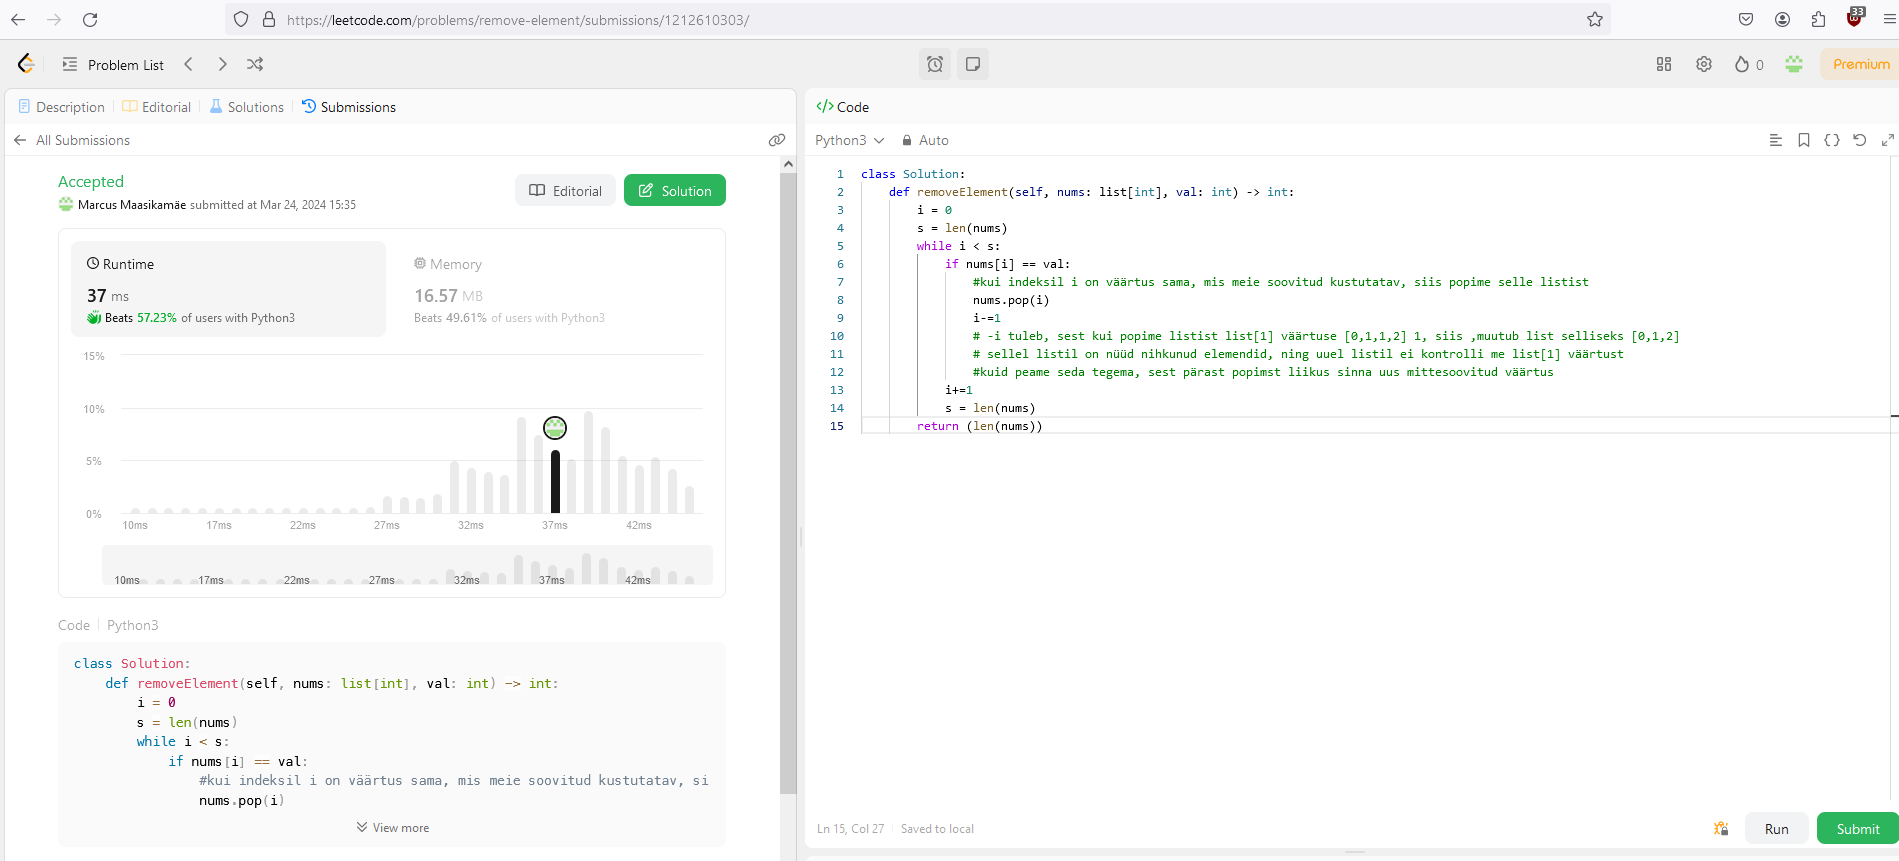 https://leetcode.com/problems/remove-element/submissions/1212610303/
33
Problem List
0
Premium
Description
Editorial
Solutions
Submissions
All Submissions
Accepted
Editorial
Solution
Marcus Maasikamäe submitted at Mar 24, 2024 15:35
Runtime
37 ms
Beats 57.23% of users with Python3
Memory
16.57 MB
Beats 49.61% of users with Python3
15%
10%
5%
0%
10ms 17ms 22ms 27ms 32ms 37ms 42ms
10ms 17ms 22ms 27ms 32ms 37ms 42ms
Code
Python3
class Solution:
def removeElement(self, nums: list[int], val: int) -> int:
i = 0
s = len(nums)
while i < s:
if nums[i] == val:
#kui indeksil i on väärtus sama, mis meie soovitud kustutatav, si
nums.pop(i)
View more
Code
Python3
Auto
1 class Solution:
2 def removeElement(self, nums: list[int], val: int) -> int:
3 i = 0
4 s = len(nums)
5 while i < s:
6 if nums[i] == val:
7 #kui indeksil i on väärtus sama, mis meie soovitud kustutatav, siis popime selle listist
8 nums.pop(i)
9 i-=1
10 # -i tuleb, sest kui popime listist list[1] väärtuse [0,1,1,2] 1, siis ,muutub list selliseks [0,1,2]
11 # sellel listil on nüüd nihkunud elemendid, ning uuel listil ei kontrolli me list[1] väärtust
12 #kuid peame seda tegema, sest pärast popimst liikus sinna uus mittesoovitud väärtus
13 i+=1
14 s = len(nums)
15 return (len(nums))
Ln 15, Col 27
Saved to local
Run
Submit